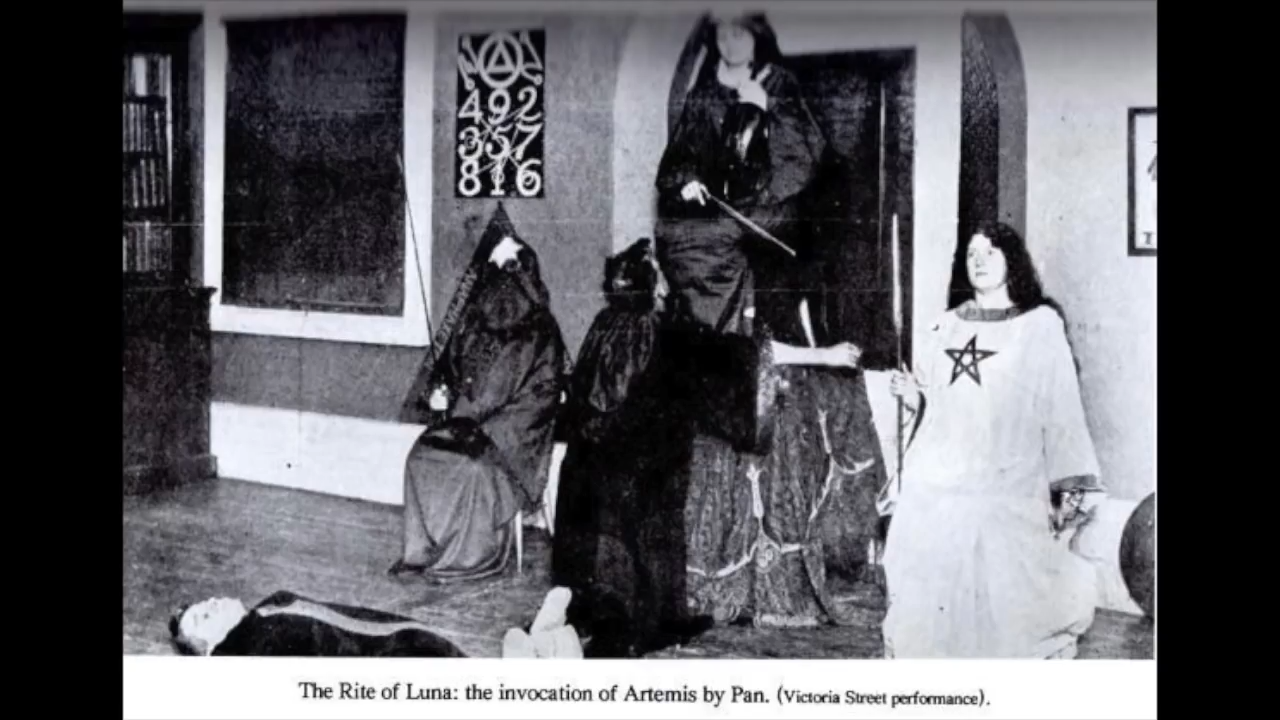 492
357
816
The Rite of Luna: the invocation of Artemis by Pan. (Victoria Street performance).